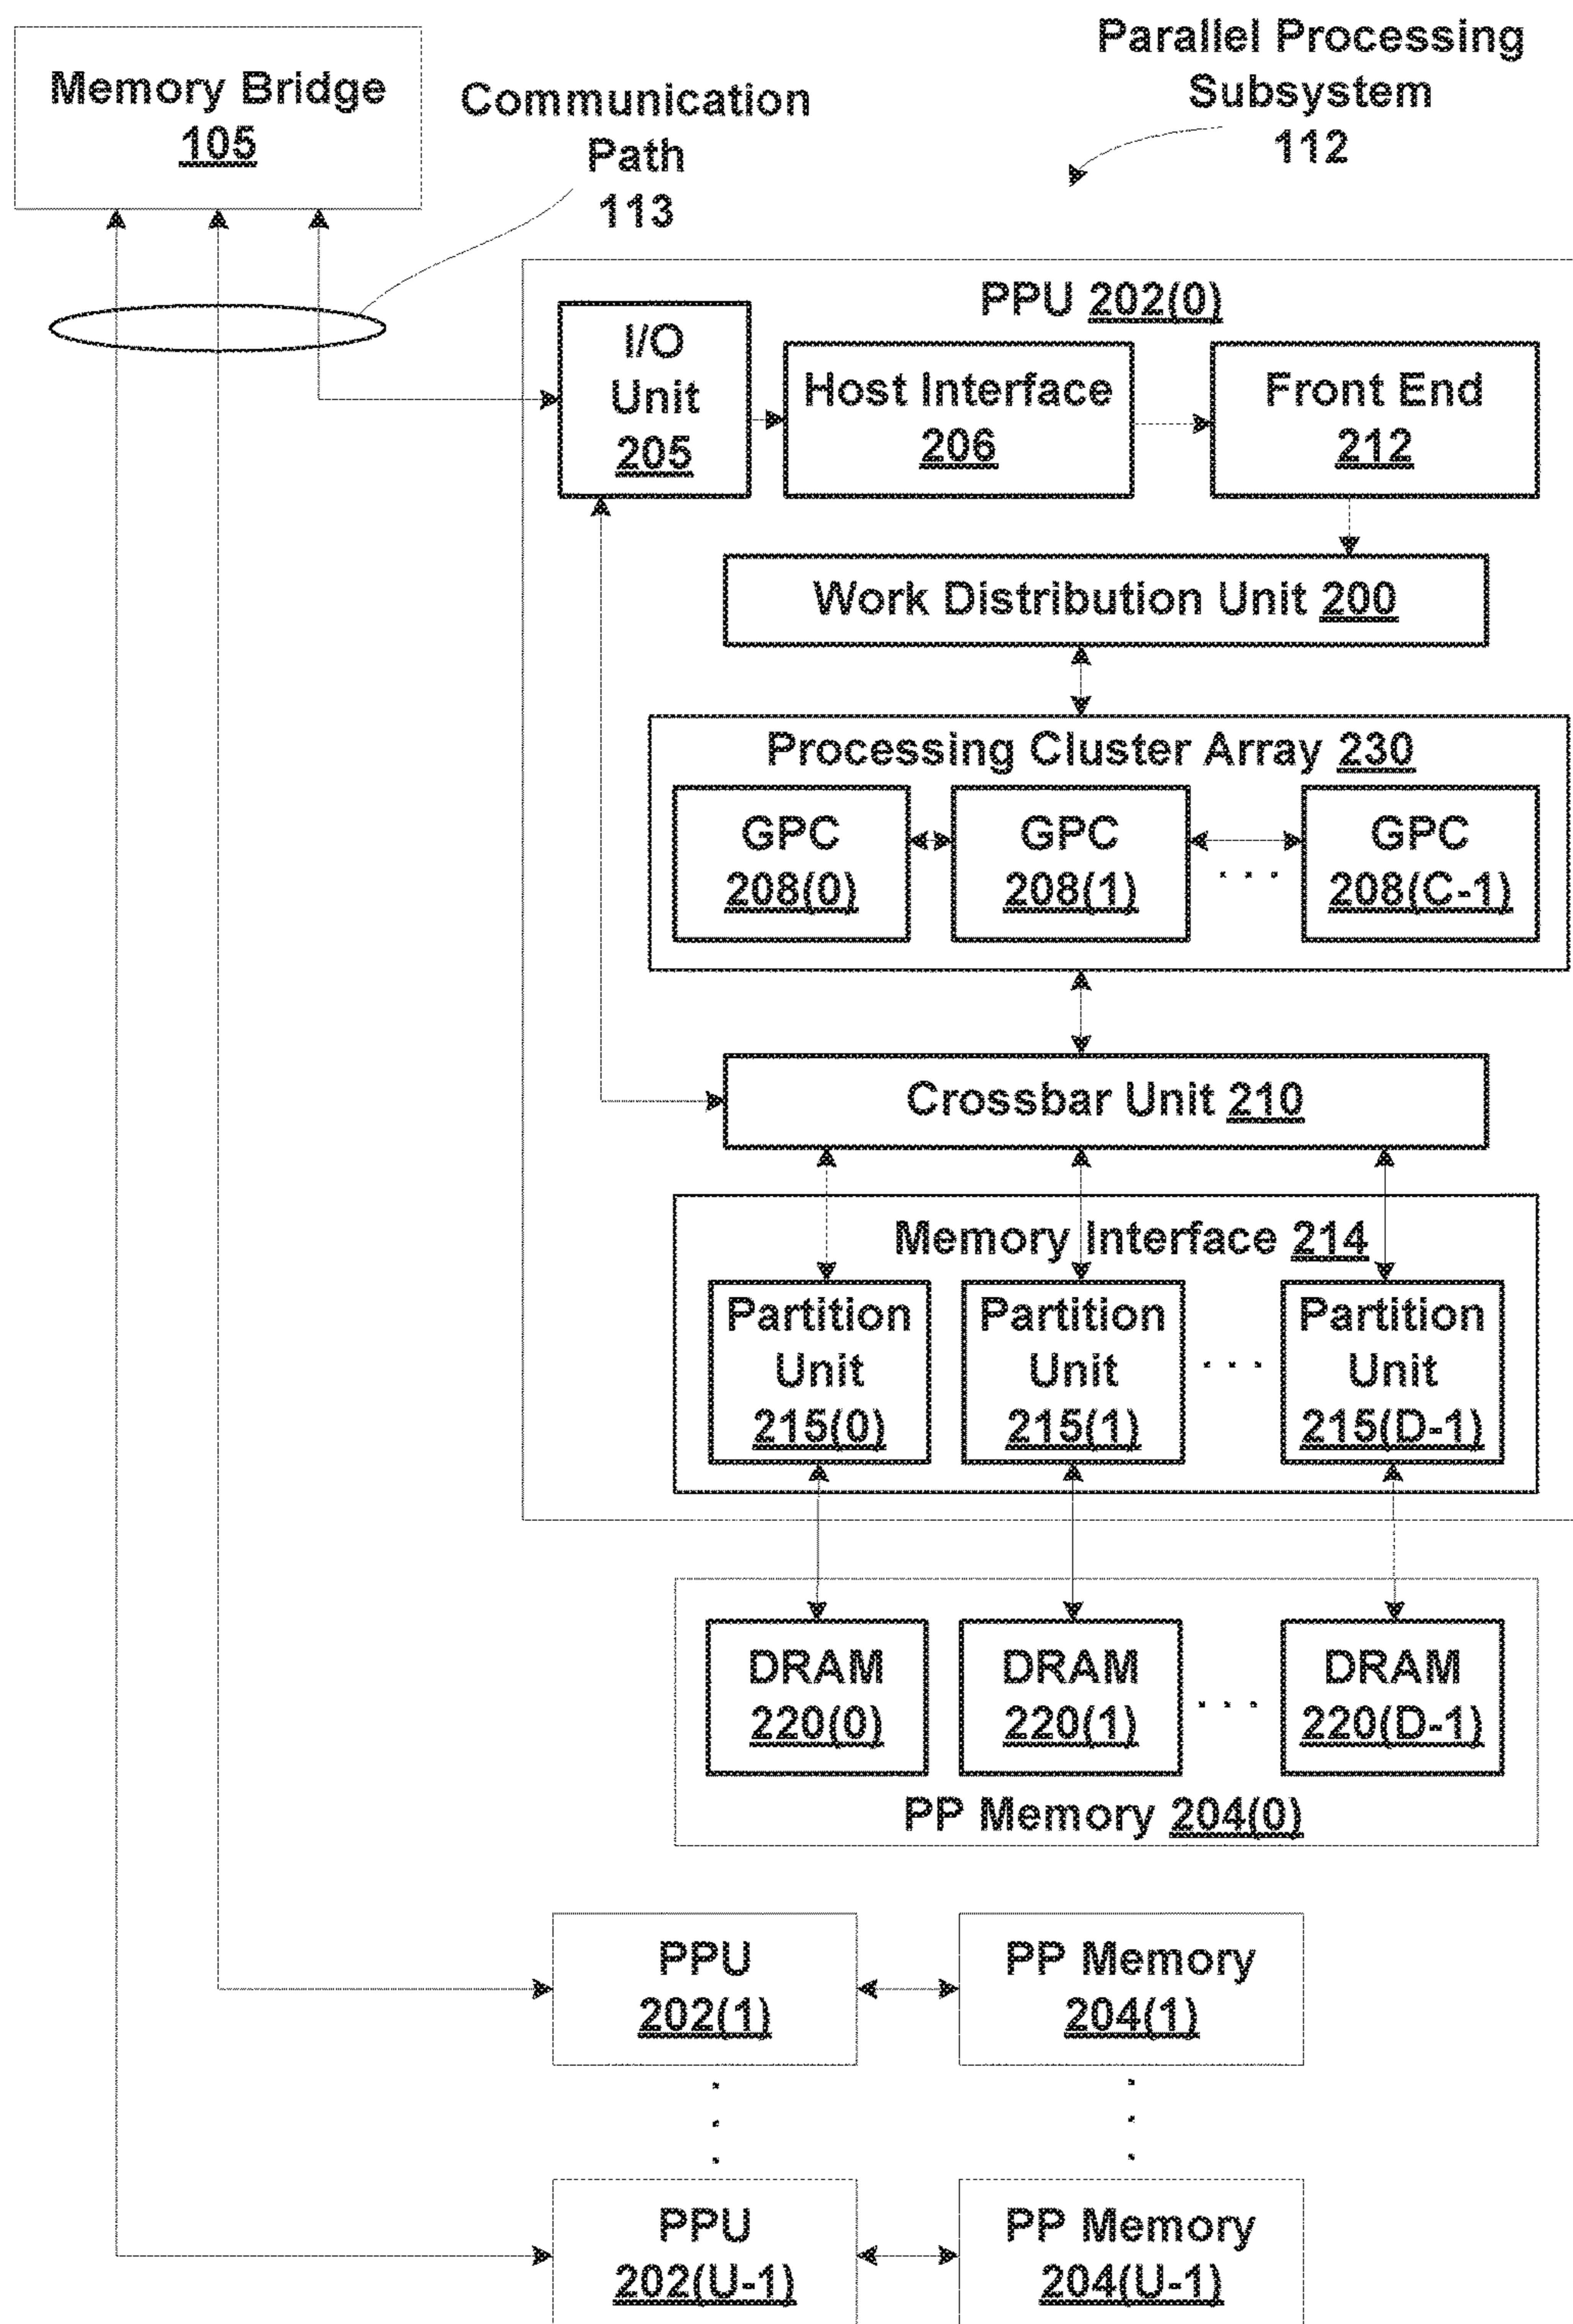 Parallel Processing
Subsystem
112
Memory Bridge
105
Communication
Path
113
PPU 202(0)
I/O
Unit
205
Host Interface
206
Front End
212
Work Distribution Unit 200
Processing Cluster Array 230
GPC
208(0)
GPC
208(1)
. . .
GPC
208(C-1)
Crossbar Unit 210
Memory Interface 214
Partition
Unit
215(0)
Partition
Unit
215(1)
. . .
Partition
Unit
215(D-1)
DRAM
220(0)
DRAM
220(1)
. . .
DRAM
220(D-1)
PP Memory 204(0)
PPU
202(1)
PP Memory
204(1)
PPU
202(U-1)
PP Memory
204(U-1)